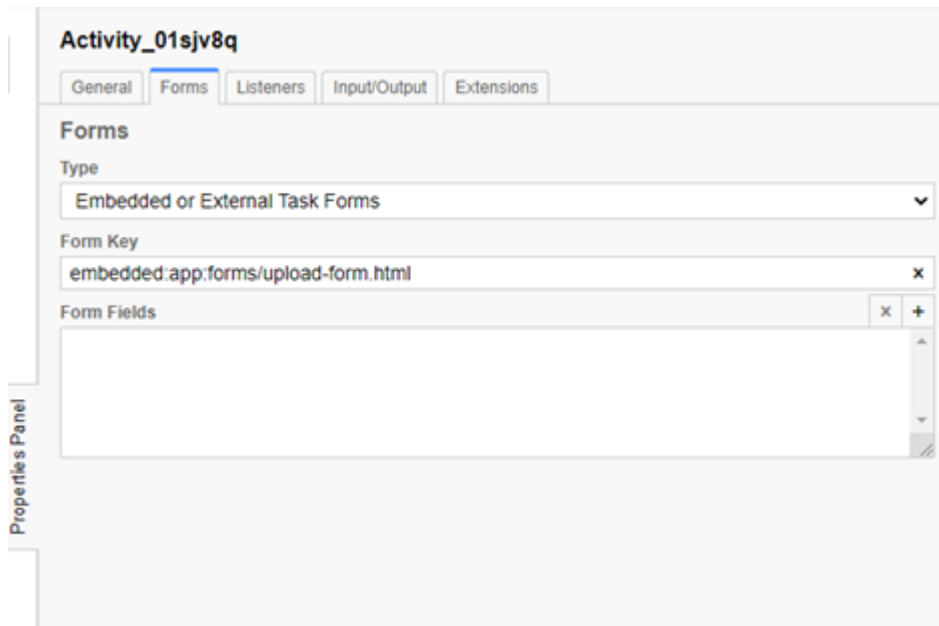 Activity_01sjv8q
General Forms Listeners Input/Output Extensions
Forms
Type
Embedded or External Task Forms
Form Key
embedded:app:forms/upload-form.html
Form Fields
Properties Panel